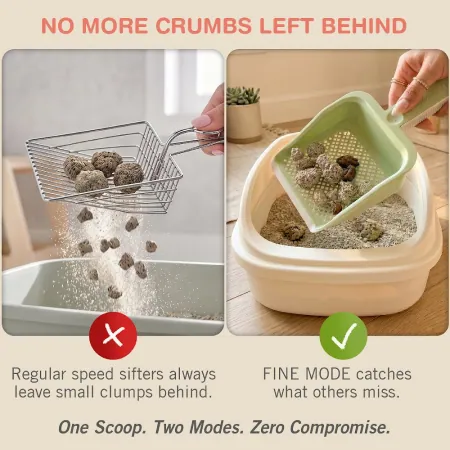 NO MORE CRUMBS LEFT BEHIND
Regular speed sifters always
leave small clumps behind.
FINE MODE catches
what others miss.
One Scoop. Two Modes. Zero Compromise.